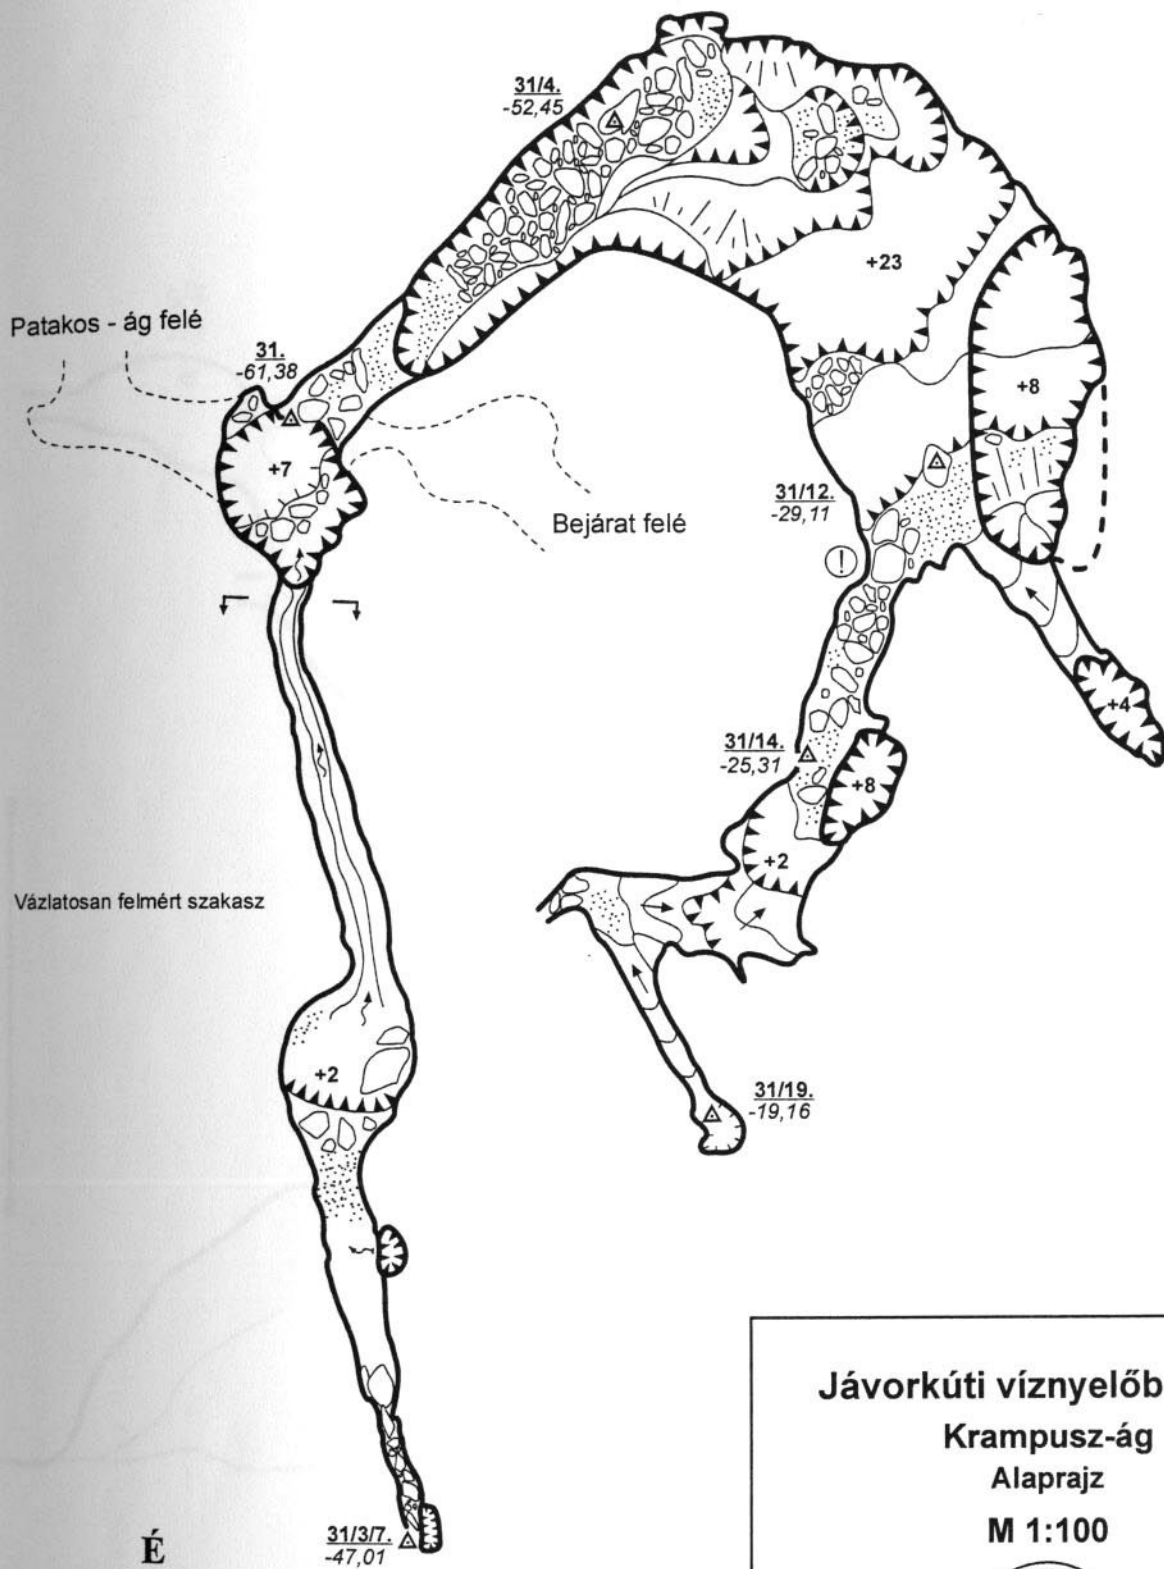 31/4.
-52,45
+23
Patakos - ág felé
31.
-61,38
+8
+7
31/12.
-29,11
Bejárat felé
!
+4
31/14.
-25,31
+8
+2
Vázlatosan felmért szakasz
31/19.
-19,16
+2
Jávorkúti víznyelőb
Krampusz-ág
Alaprajz
M 1:100
31/3/7.
-47,01
É